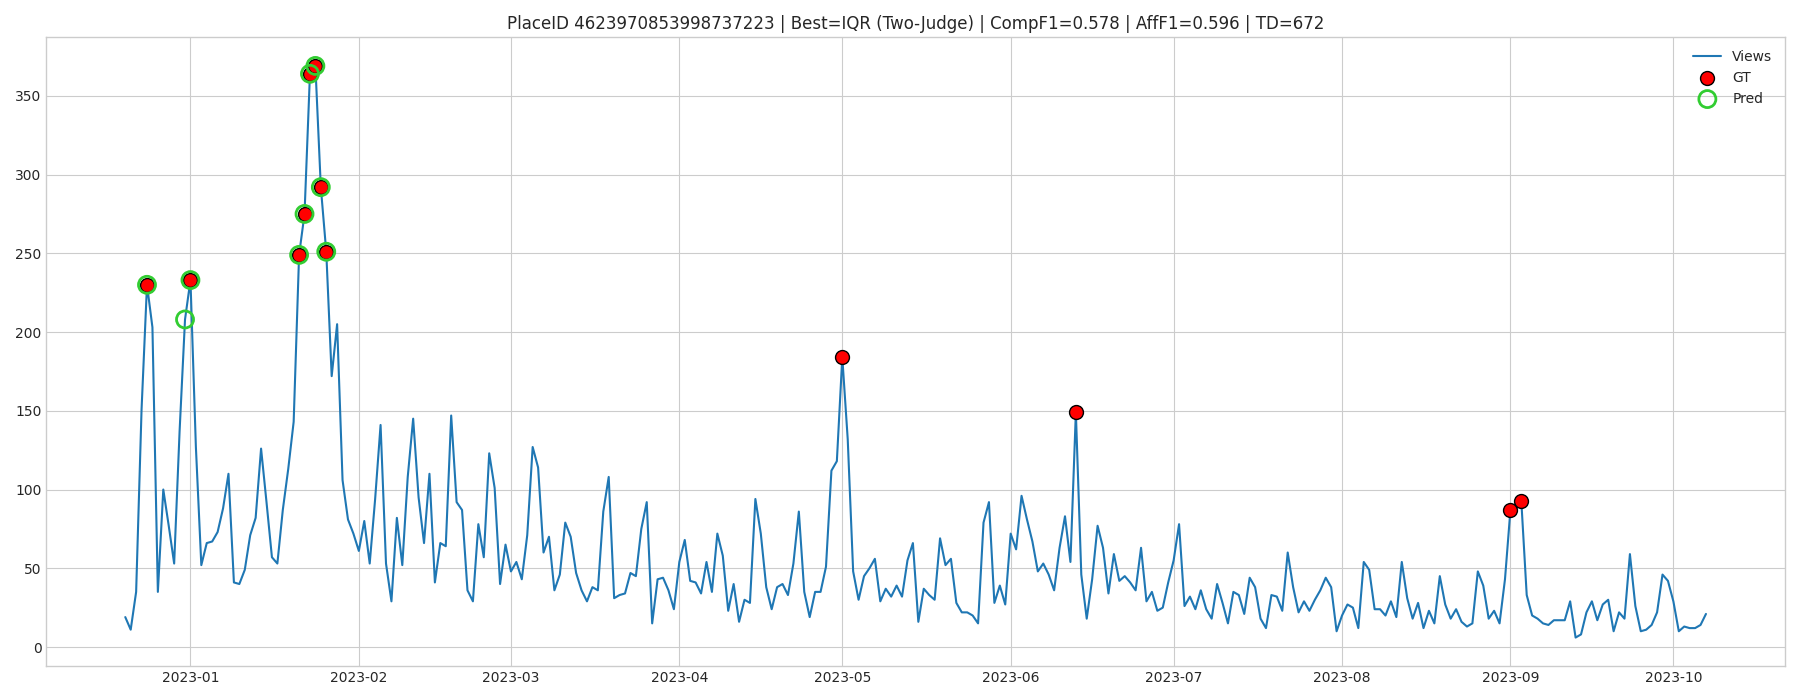 PlaceID 4623970853998737223 | Best=IQR (Two-Judge) | CompF1=0.578 | AffF1=0.596 | TD=672
Views
GT
Pred
350
300
250
200
150
100
50
0
2023-01 2023-02 2023-03 2023-04 2023-05 2023-06 2023-07 2023-08 2023-09 2023-10